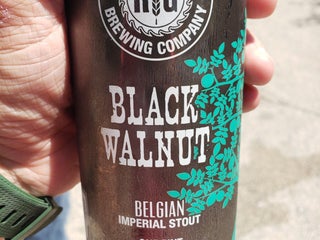 BREWING COMPANY
BLACK
WALNUT
BELGIAN
IMPERIAL STOUT